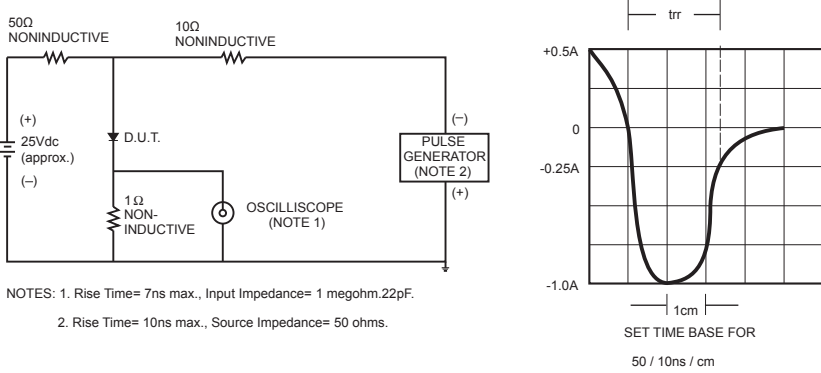 50Ω
NONINDUCTIVE
10Ω
NONINDUCTIVE
(+)
25Vdc
(approx.)
(–)
D.U.T.
1Ω
NON-
INDUCTIVE
OSCILLISCOPE
(NOTE 1)
(–)
PULSE
GENERATOR
(NOTE 2)
(+)
NOTES: 1. Rise Time= 7ns max., Input Impedance= 1 megohm.22pF.
2. Rise Time= 10ns max., Source Impedance= 50 ohms.
trr
+0.5A
0
-0.25A
-1.0A
1cm
SET TIME BASE FOR
50 / 10ns / cm